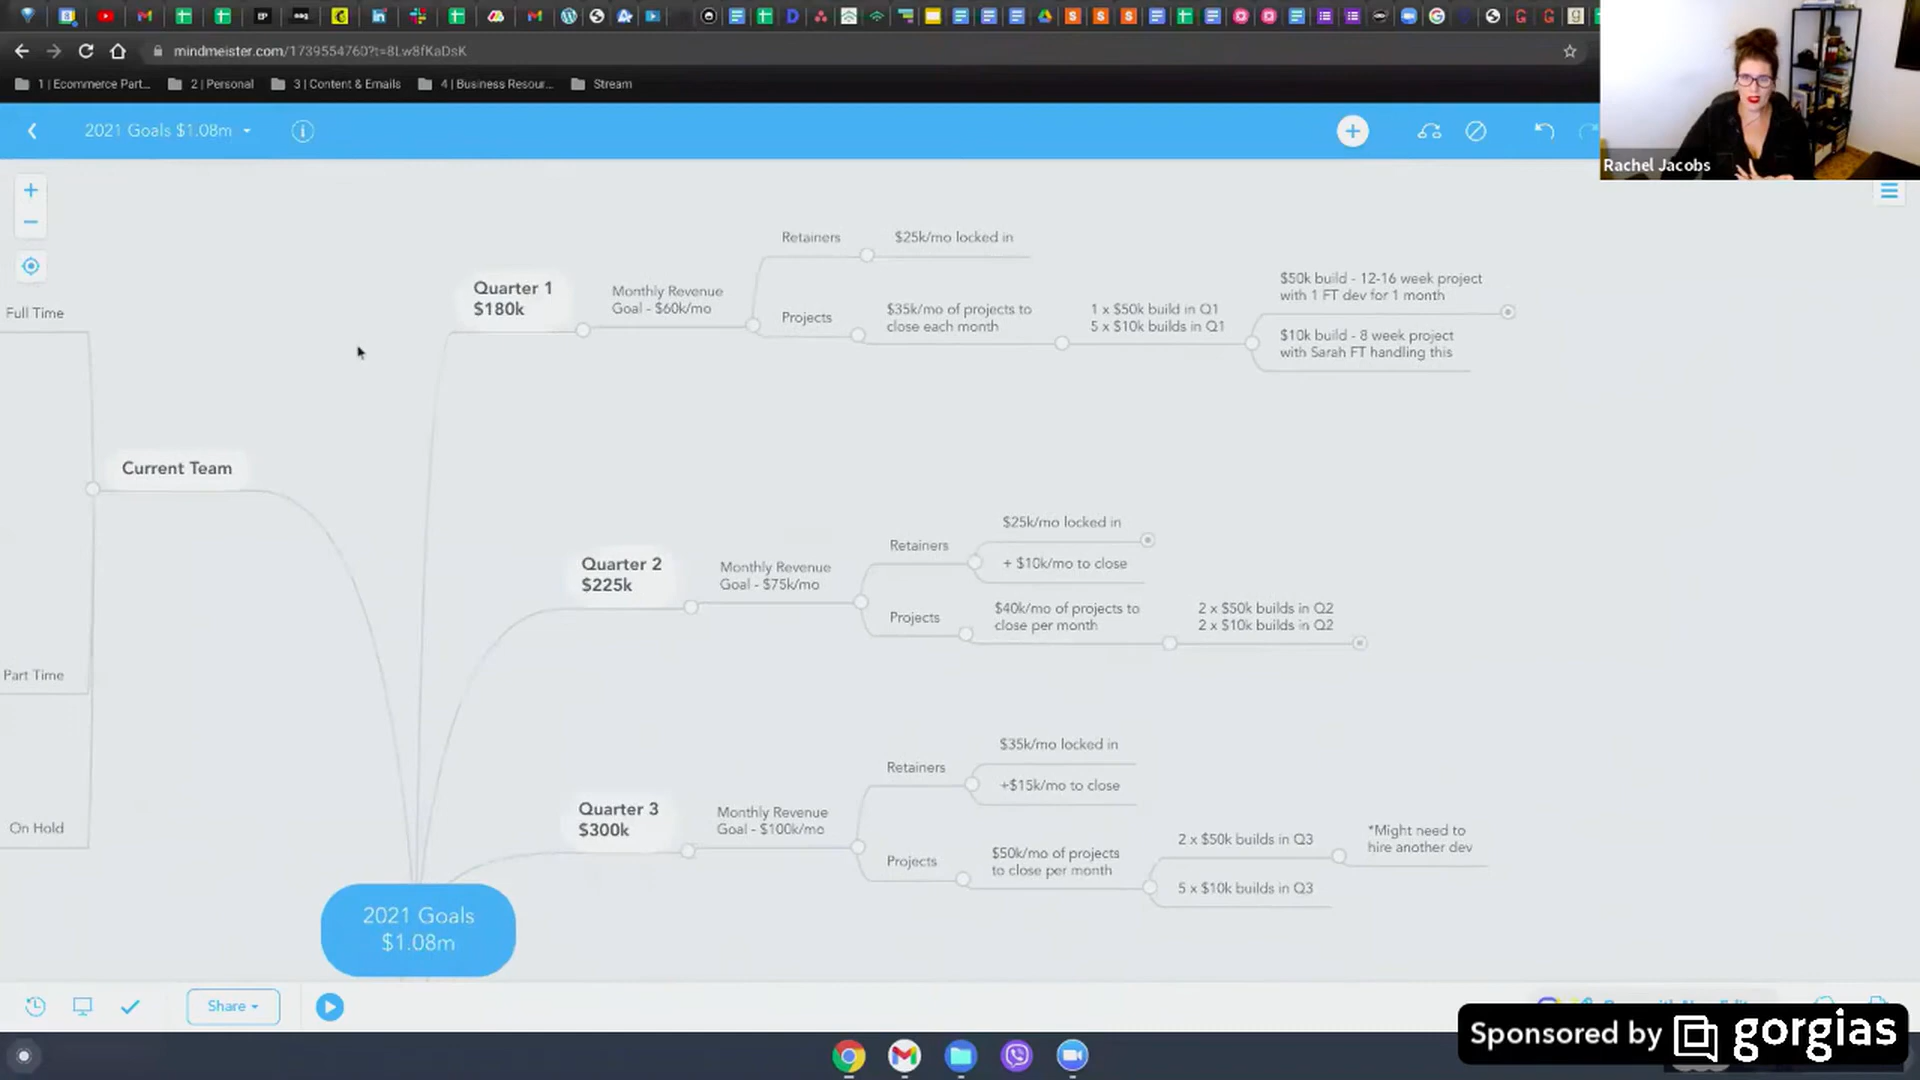 mindmeister.com/1739554760?t=8Lw8fKaDsK
1 | Ecommerce Part...
2 | Personal
3 | Content & Emails
4 | Business Resour...
Stream
2021 Goals $1.08m
Rachel Jacobs
Full Time
Current Team
Part Time
On Hold
Quarter 1
$180k
Monthly Revenue
Goal - $60k/mo
Retainers
$25k/mo locked in
Projects
$35k/mo of projects to
close each month
1 x $50k build in Q1
5 x $10k builds in Q1
$50k build - 12-16 week project
with 1 FT dev for 1 month
$10k build - 8 week project
with Sarah FT handling this
Quarter 2
$225k
Monthly Revenue
Goal - $75k/mo
Retainers
$25k/mo locked in
+ $10k/mo to close
Projects
$40k/mo of projects to
close per month
2 x $50k builds in Q2
2 x $10k builds in Q2
Quarter 3
$300k
Monthly Revenue
Goal - $100k/mo
Retainers
$35k/mo locked in
+$15k/mo to close
Projects
$50k/mo of projects
to close per month
2 x $50k builds in Q3
*Might need to
hire another dev
5 x $10k builds in Q3
2021 Goals
$1.08m
Share
Sponsored by gorgias